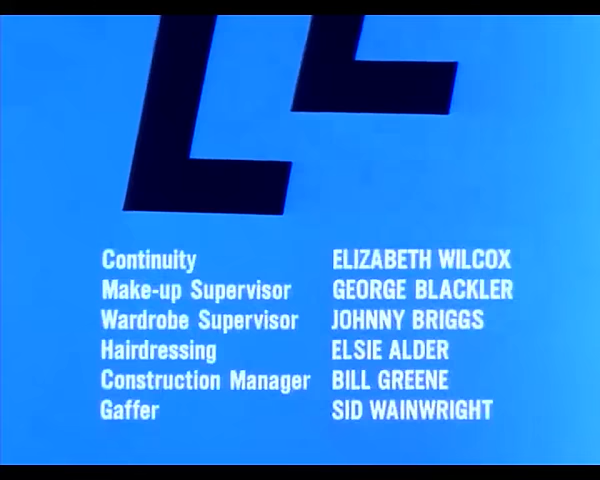 Continuity ELIZABETH WILCOX
Make-up Supervisor GEORGE BLACKLER
Wardrobe Supervisor JOHNNY BRIGGS
Hairdressing ELSIE ALDER
Construction Manager BILL GREENE
Gaffer SID WAINWRIGHT